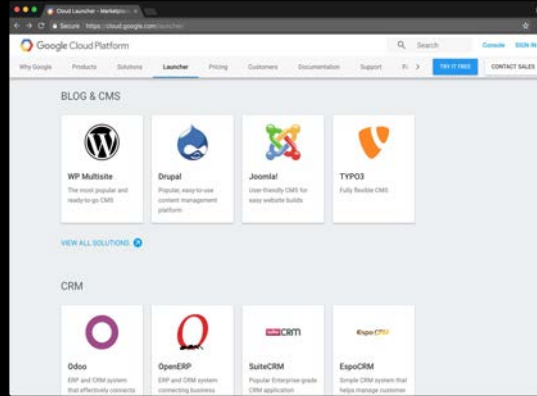 Cloud Launcher - Marketplac
Secure https://cloud.google.com/launcher/
Google Cloud Platform
Search
Console
SIGN IN
Why Google Products Solutions Launcher Pricing Customers Documentation Support
TRY IT FREE
CONTACT SALES
BLOG & CMS
WP Multisite
The most popular and
ready-to-go CMS
Drupal
Popular, easy-to-use
content management
platform
Joomla!
User-friendly CMS for
easy website builds
TYPO3
Fully flexible CMS
VIEW ALL SOLUTIONS
CRM
Odoo
ERP and CRM system
that effectively connects
OpenERP
ERP and CRM system
connecting business
CRM
SuiteCRM
Popular Enterprise-grade
CRM application
EspoCRM
EspoCRM
Simple CRM system that
helps manage customer